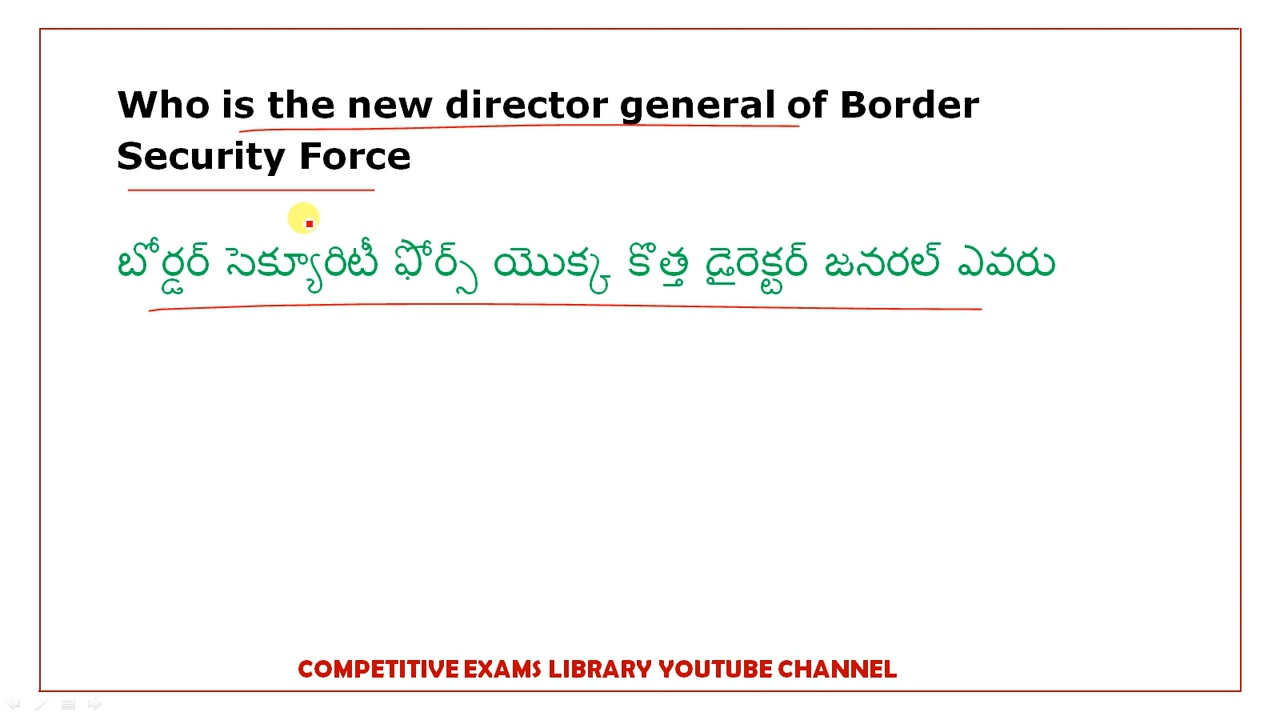 Who is the new director general of Border
Security Force
బోర్డర్ సెక్యూరిటీ ఫోర్స్ యొక్క కొత్త డైరెక్టర్ జనరల్ ఎవరు
COMPETITIVE EXAMS LIBRARY YOUTUBE CHANNEL